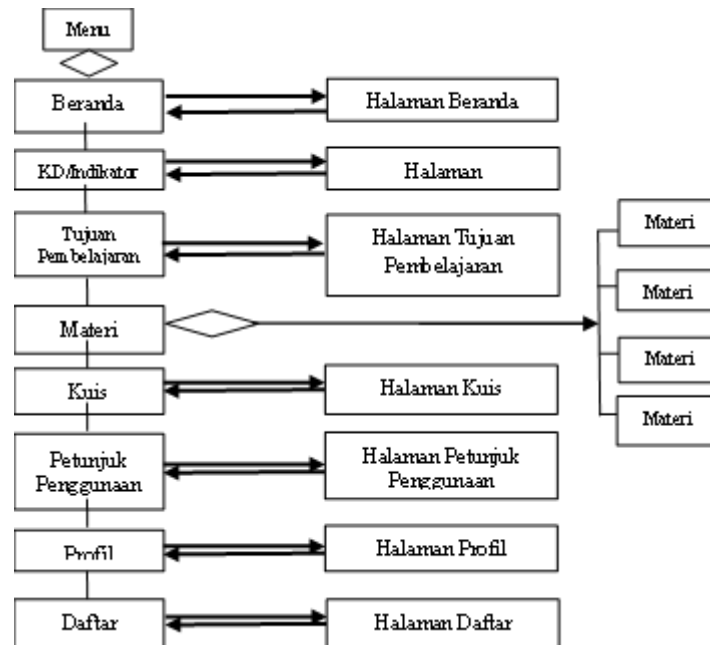 Menu
Beranda
Halaman Beranda
KD/Indikator
Halaman
Tujuan
Pembelajaran
Halaman Tujuan
Pembelajaran
Materi
Materi
Materi
Materi
Materi
Kuis
Halaman Kuis
Petunjuk
Penggunaan
Halaman Petunjuk
Penggunaan
Profil
Halaman Profil
Daftar
Halaman Daftar